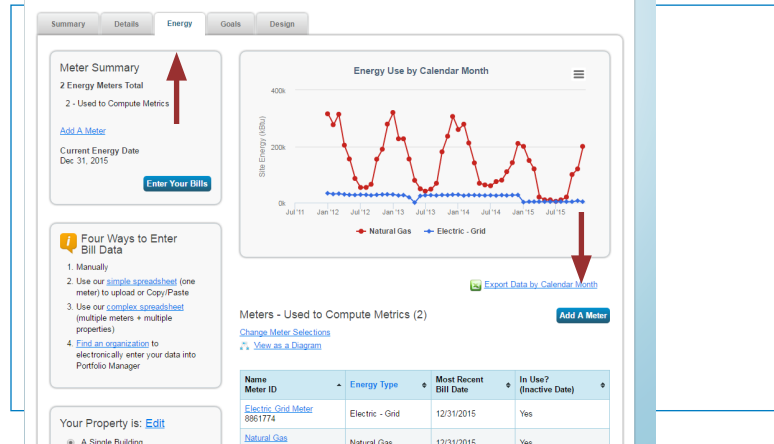 Summary
Details
Energy
Goals
Design
Meter Summary
2 Energy Meters Total
2 - Used to Compute Metrics
Add A Meter
Current Energy Date
Dec 31, 2015
Enter Your Bills
Four Ways to Enter
Bill Data
1. Manually
2. Use our simple spreadsheet (one
meter) to upload or Copy/Paste
3. Use our complex spreadsheet
(multiple meters + multiple
properties)
4. Find an organization to
electronically enter your data into
Portfolio Manager
Your Property is: Edit
A Single Building
Energy Use by Calendar Month
Site Energy (kBtu)
400k
200k
0k
Jul'11 Jan '12 Jul'12 Jan'13 Jul'13 Jan '14 Jul'14 Jan '15 Jul'15
Natural Gas Electric - Grid
Export Data by Calendar Month
Meters - Used to Compute Metrics (2)
Add A Meter
Change Meter Selections
View as a Diagram
Name
Meter ID
Energy Type
Most Recent
Bill Date
In Use?
(Inactive Date)
Electric Grid Meter
8861774
Electric - Grid
12/31/2015
Yes
Natural Gas
Natural Gas
12/31/2015
Yes